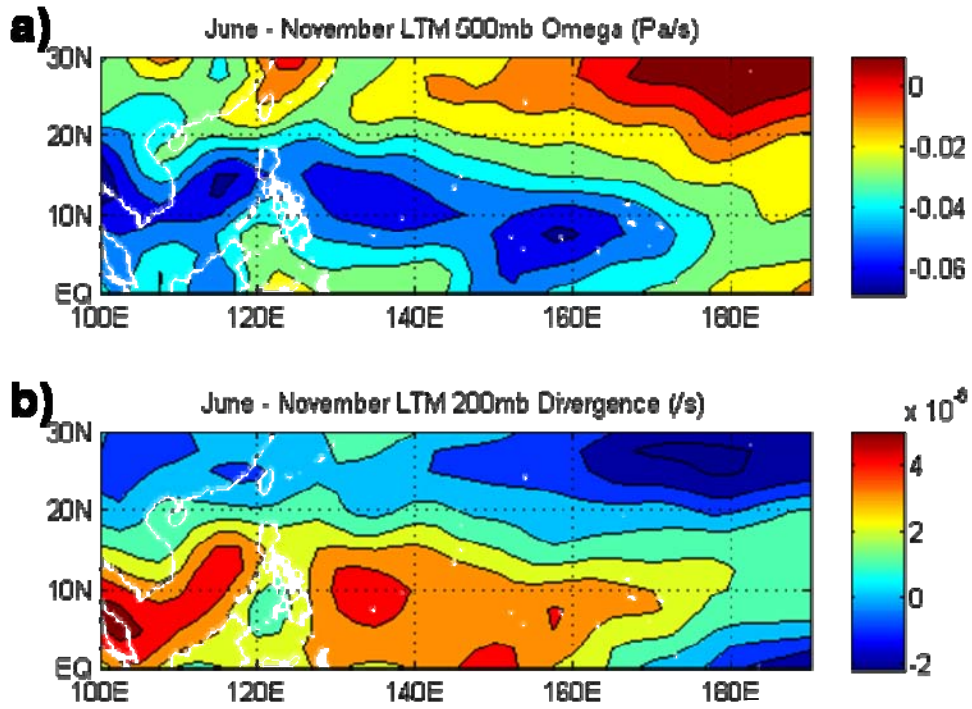 a) June - November LTM 500mb Omega (Pa/s)
30N
20N
10N
EQ
100E 120E 140E 160E 180E
0
-0.02
-0.04
-0.06
b) June - November LTM 200mb Divergence (/s)
x 10⁻⁶
30N
20N
10N
EQ
100E 120E 140E 160E 180E
4
2
0
-2